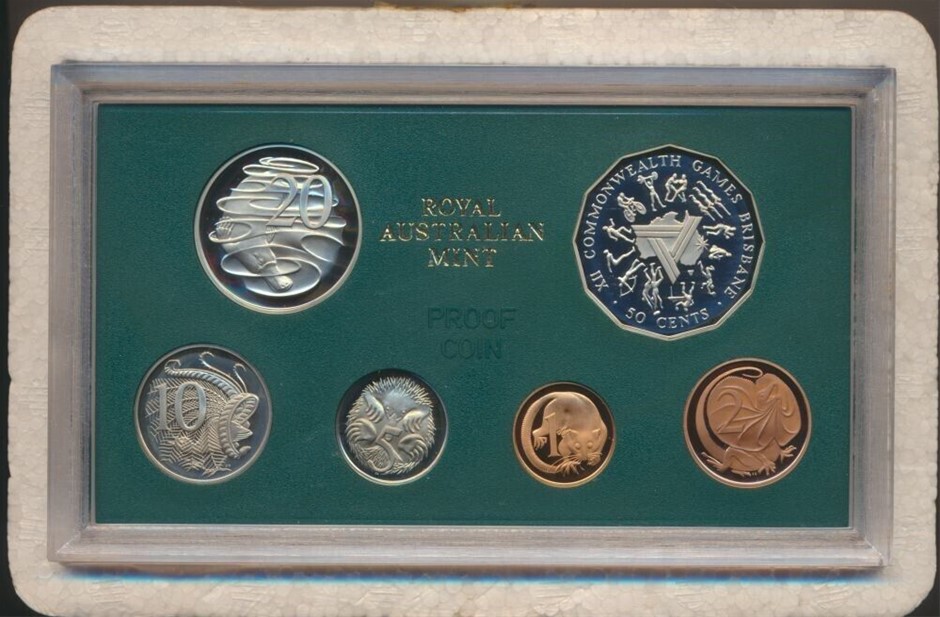 20
ROYAL
AUSTRALIAN
MINT
XII COMMONWEALTH GAMES BRISBANE
50 CENTS
PROOF
COIN
10
5
1
2